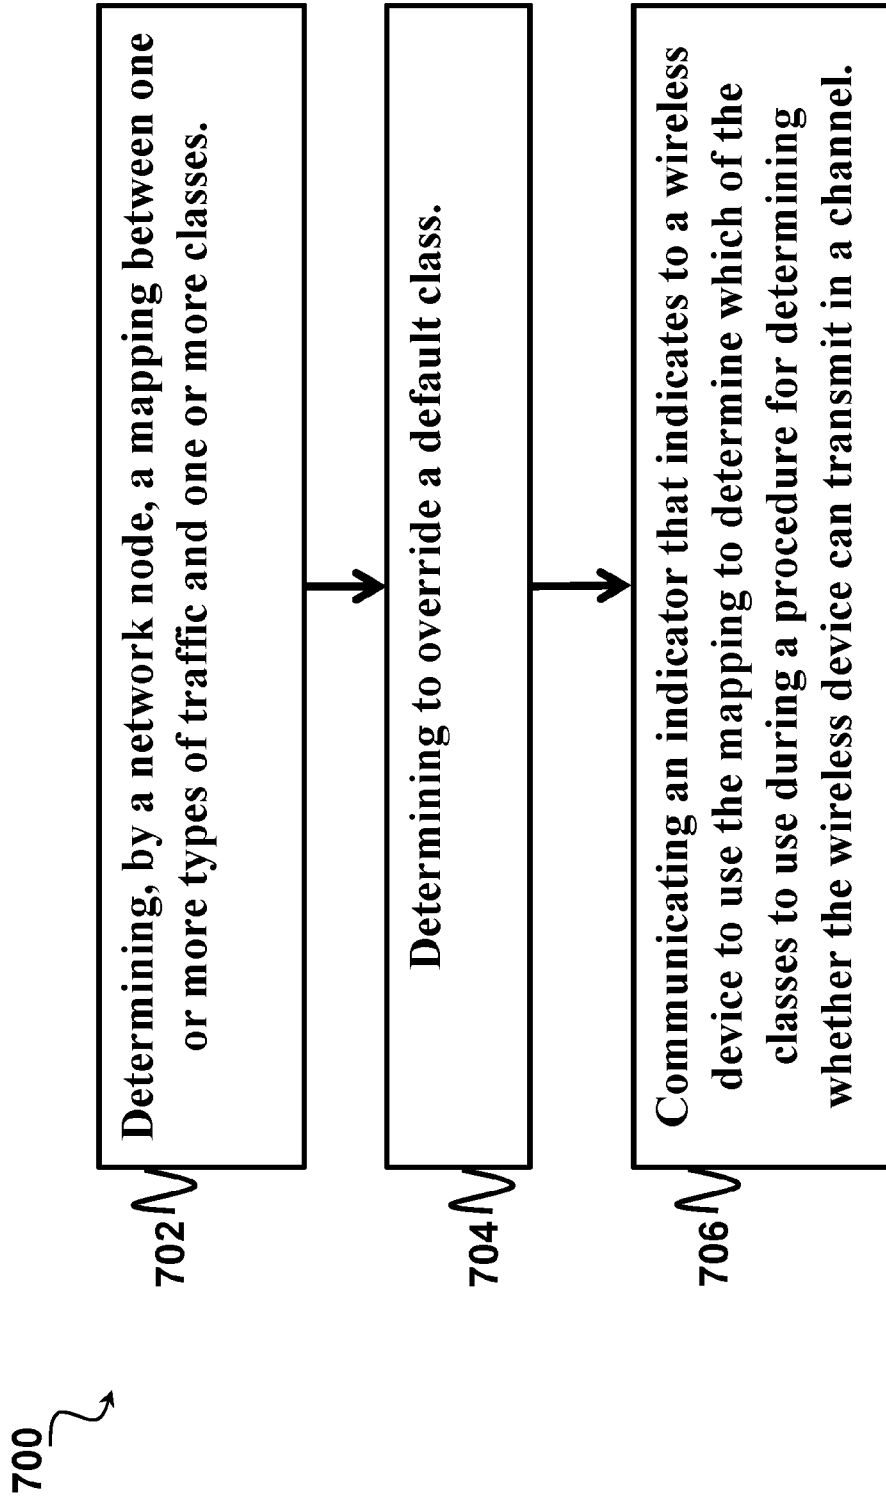 700
702
Determining, by a network node, a mapping between one
or more types of traffic and one or more classes.
704
Determining to override a default class.
706
Communicating an indicator that indicates to a wireless
device to use the mapping to determine which of the
classes to use during a procedure for determining
whether the wireless device can transmit in a channel.